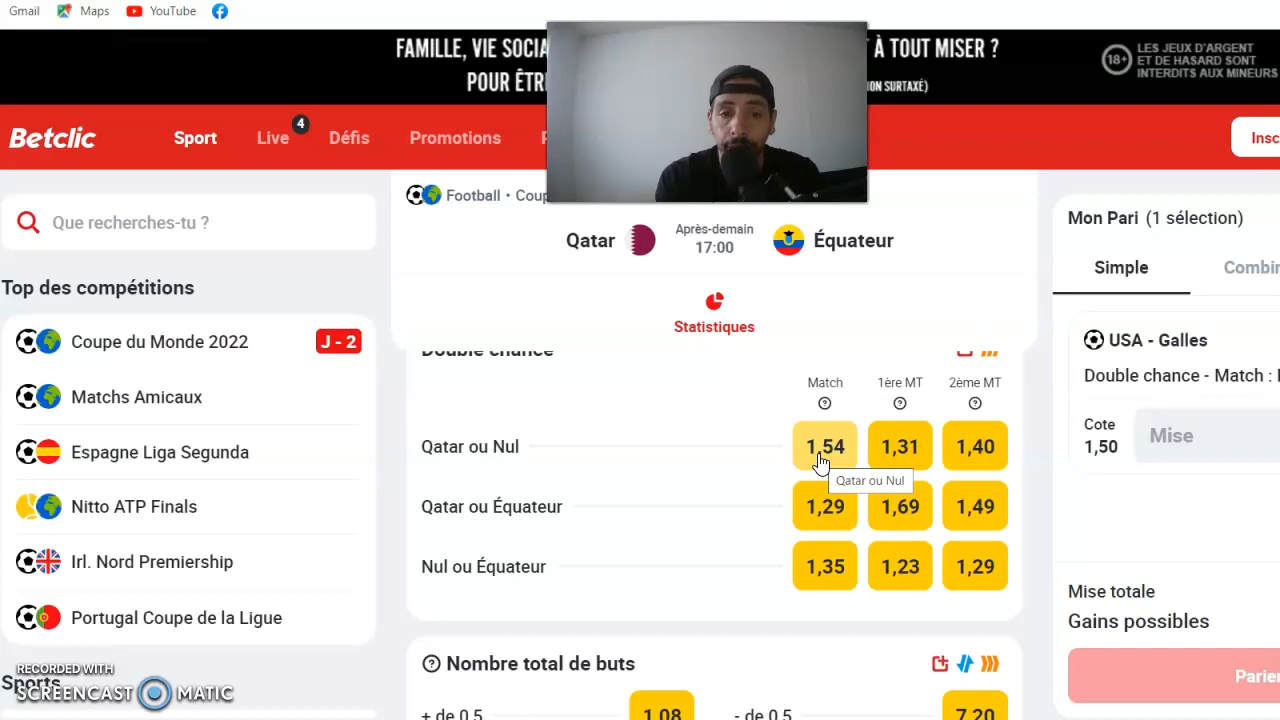 Gmail Maps YouTube
FAMILLE, VIE SOCIA À TOUT MISER ?
POUR ÊTRE ON SURTAXÉ)
18+ LES JEUX D'ARGENT
ET DE HASARD SONT
INTERDITS AUX MINEURS
Betclic Sport Live 4 Défis Promotions Insc
Que recherches-tu ?
Top des compétitions
Coupe du Monde 2022 J - 2
Matchs Amicaux
Espagne Liga Segunda
Nitto ATP Finals
Irl. Nord Premiership
Portugal Coupe de la Ligue
Sports
RECORDED WITH
SCREENCAST MATIC
Football • Coup
Qatar Après-demain Équateur
17:00
Statistiques
Double chance
Match 1ère MT 2ème MT
Qatar ou Nul 1,54 1,31 1,40
Qatar ou Nul
Qatar ou Équateur 1,29 1,69 1,49
Nul ou Équateur 1,35 1,23 1,29
Nombre total de buts
+ de 0,5 1,08 - de 0,5 7,20
Mon Pari (1 sélection)
Simple Combin
USA - Galles
Double chance - Match :
Cote
1,50 Mise
Mise totale
Gains possibles
Parier